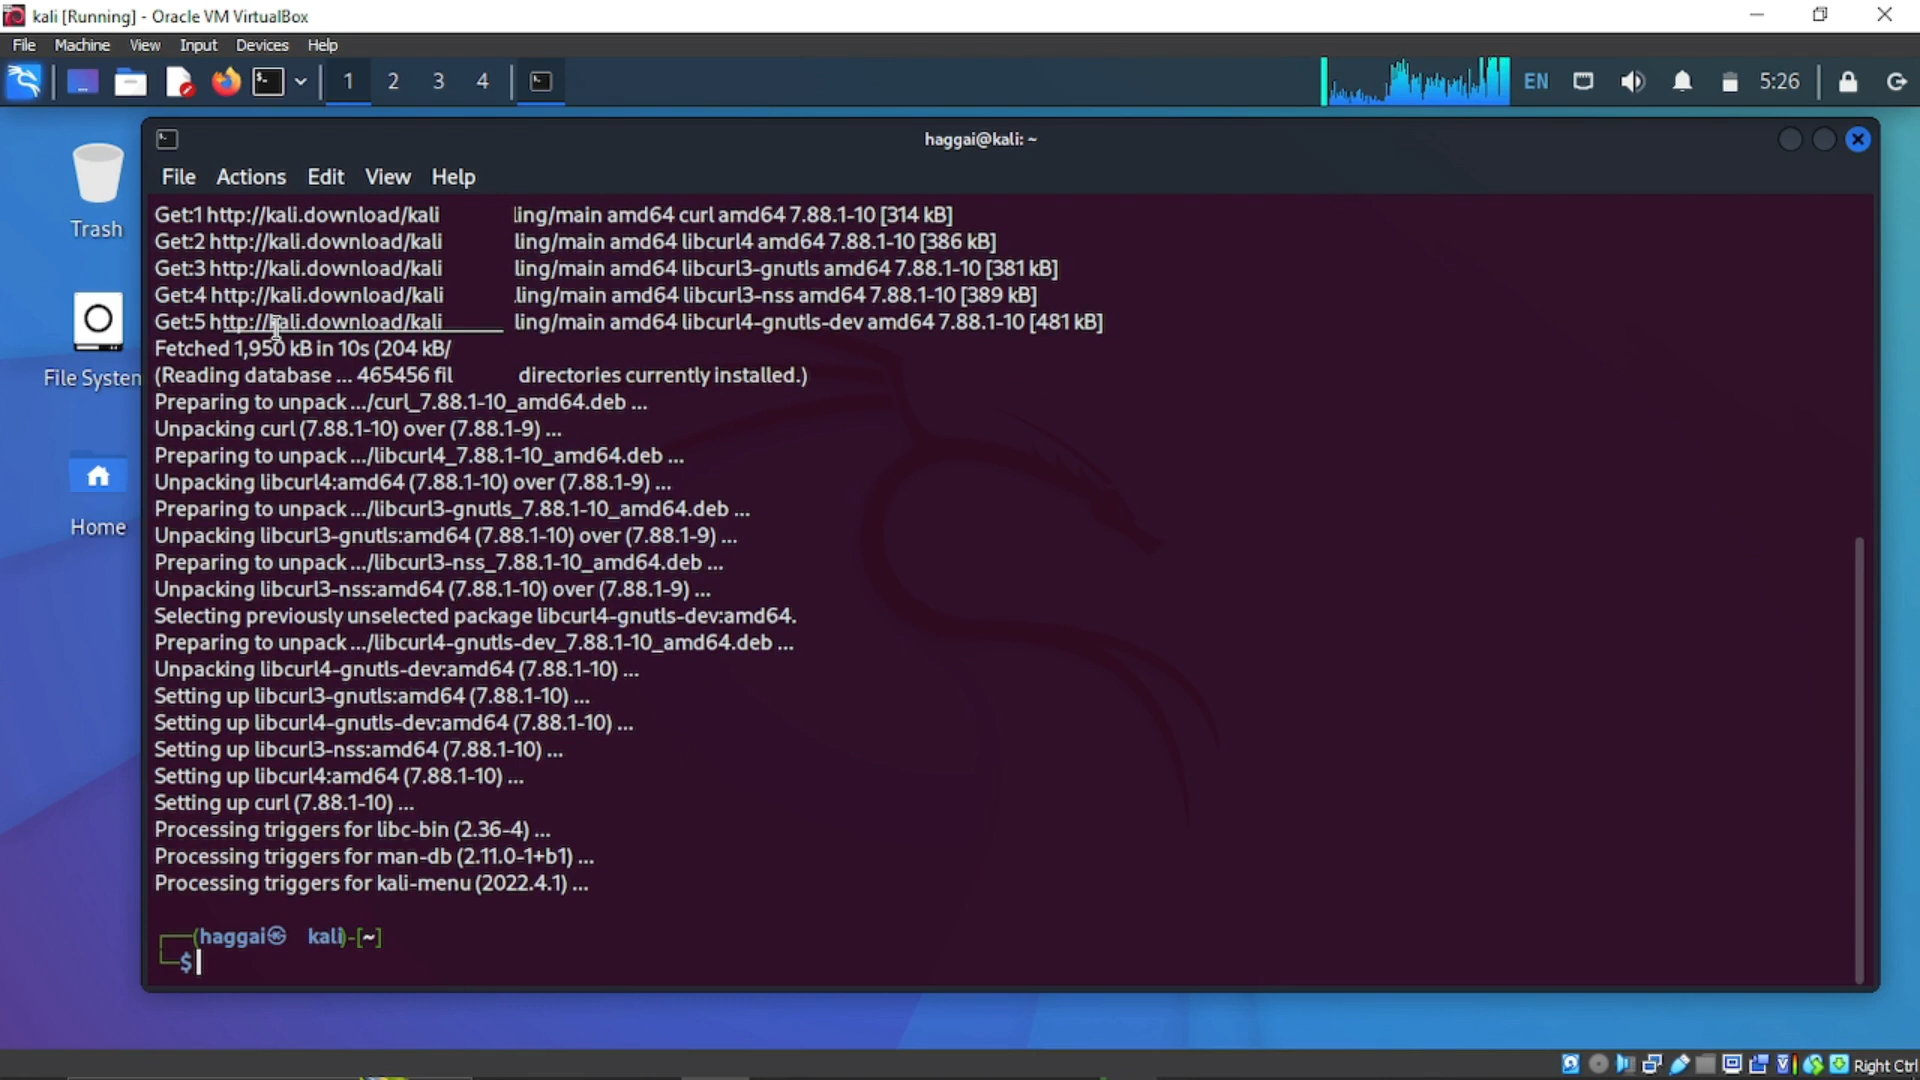 kali [Running] - Oracle VM VirtualBox
File Machine View Input Devices Help
1 2 3 4 EN 5:26
haggai@kali: ~
File Actions Edit View Help
Trash
File System
Home
Get:1 http://kali.download/kali ling/main amd64 curl amd64 7.88.1-10 [314 kB]
Get:2 http://kali.download/kali ling/main amd64 libcurl4 amd64 7.88.1-10 [386 kB]
Get:3 http://kali.download/kali ling/main amd64 libcurl3-gnutls amd64 7.88.1-10 [381 kB]
Get:4 http://kali.download/kali ling/main amd64 libcurl3-nss amd64 7.88.1-10 [389 kB]
Get:5 http://kali.download/kali ling/main amd64 libcurl4-gnutls-dev amd64 7.88.1-10 [481 kB]
Fetched 1,950 kB in 10s (204 kB/
(Reading database ... 465456 fil directories currently installed.)
Preparing to unpack .../curl_7.88.1-10_amd64.deb ...
Unpacking curl (7.88.1-10) over (7.88.1-9) ...
Preparing to unpack .../libcurl4_7.88.1-10_amd64.deb ...
Unpacking libcurl4:amd64 (7.88.1-10) over (7.88.1-9) ...
Preparing to unpack .../libcurl3-gnutls_7.88.1-10_amd64.deb ...
Unpacking libcurl3-gnutls:amd64 (7.88.1-10) over (7.88.1-9) ...
Preparing to unpack .../libcurl3-nss_7.88.1-10_amd64.deb ...
Unpacking libcurl3-nss:amd64 (7.88.1-10) over (7.88.1-9) ...
Selecting previously unselected package libcurl4-gnutls-dev:amd64.
Preparing to unpack .../libcurl4-gnutls-dev_7.88.1-10_amd64.deb ...
Unpacking libcurl4-gnutls-dev:amd64 (7.88.1-10) ...
Setting up libcurl3-gnutls:amd64 (7.88.1-10) ...
Setting up libcurl4-gnutls-dev:amd64 (7.88.1-10) ...
Setting up libcurl3-nss:amd64 (7.88.1-10) ...
Setting up libcurl4:amd64 (7.88.1-10) ...
Setting up curl (7.88.1-10) ...
Processing triggers for libc-bin (2.36-4) ...
Processing triggers for man-db (2.11.0-1+b1) ...
Processing triggers for kali-menu (2022.4.1) ...
(haggai㉿ kali)-[~]
$
Right Ctrl